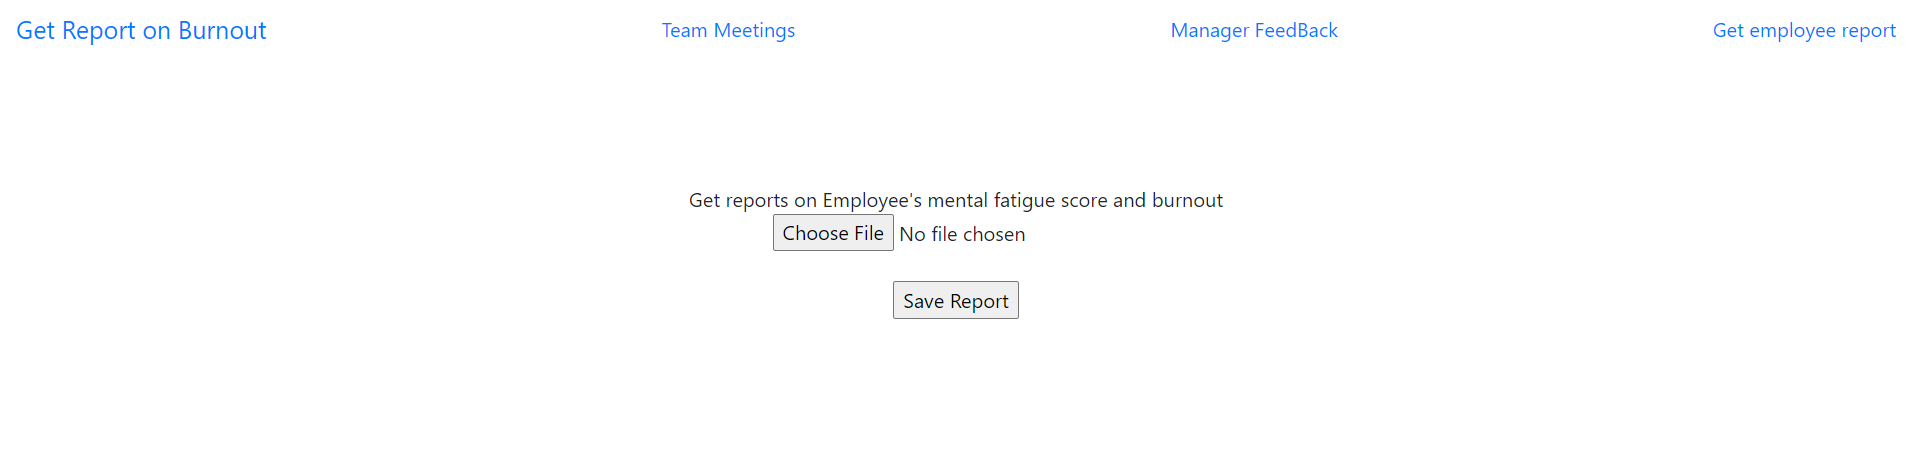 Get Report on Burnout Team Meetings Manager FeedBack Get employee report
Get reports on Employee's mental fatigue score and burnout
Choose File No file chosen
Save Report